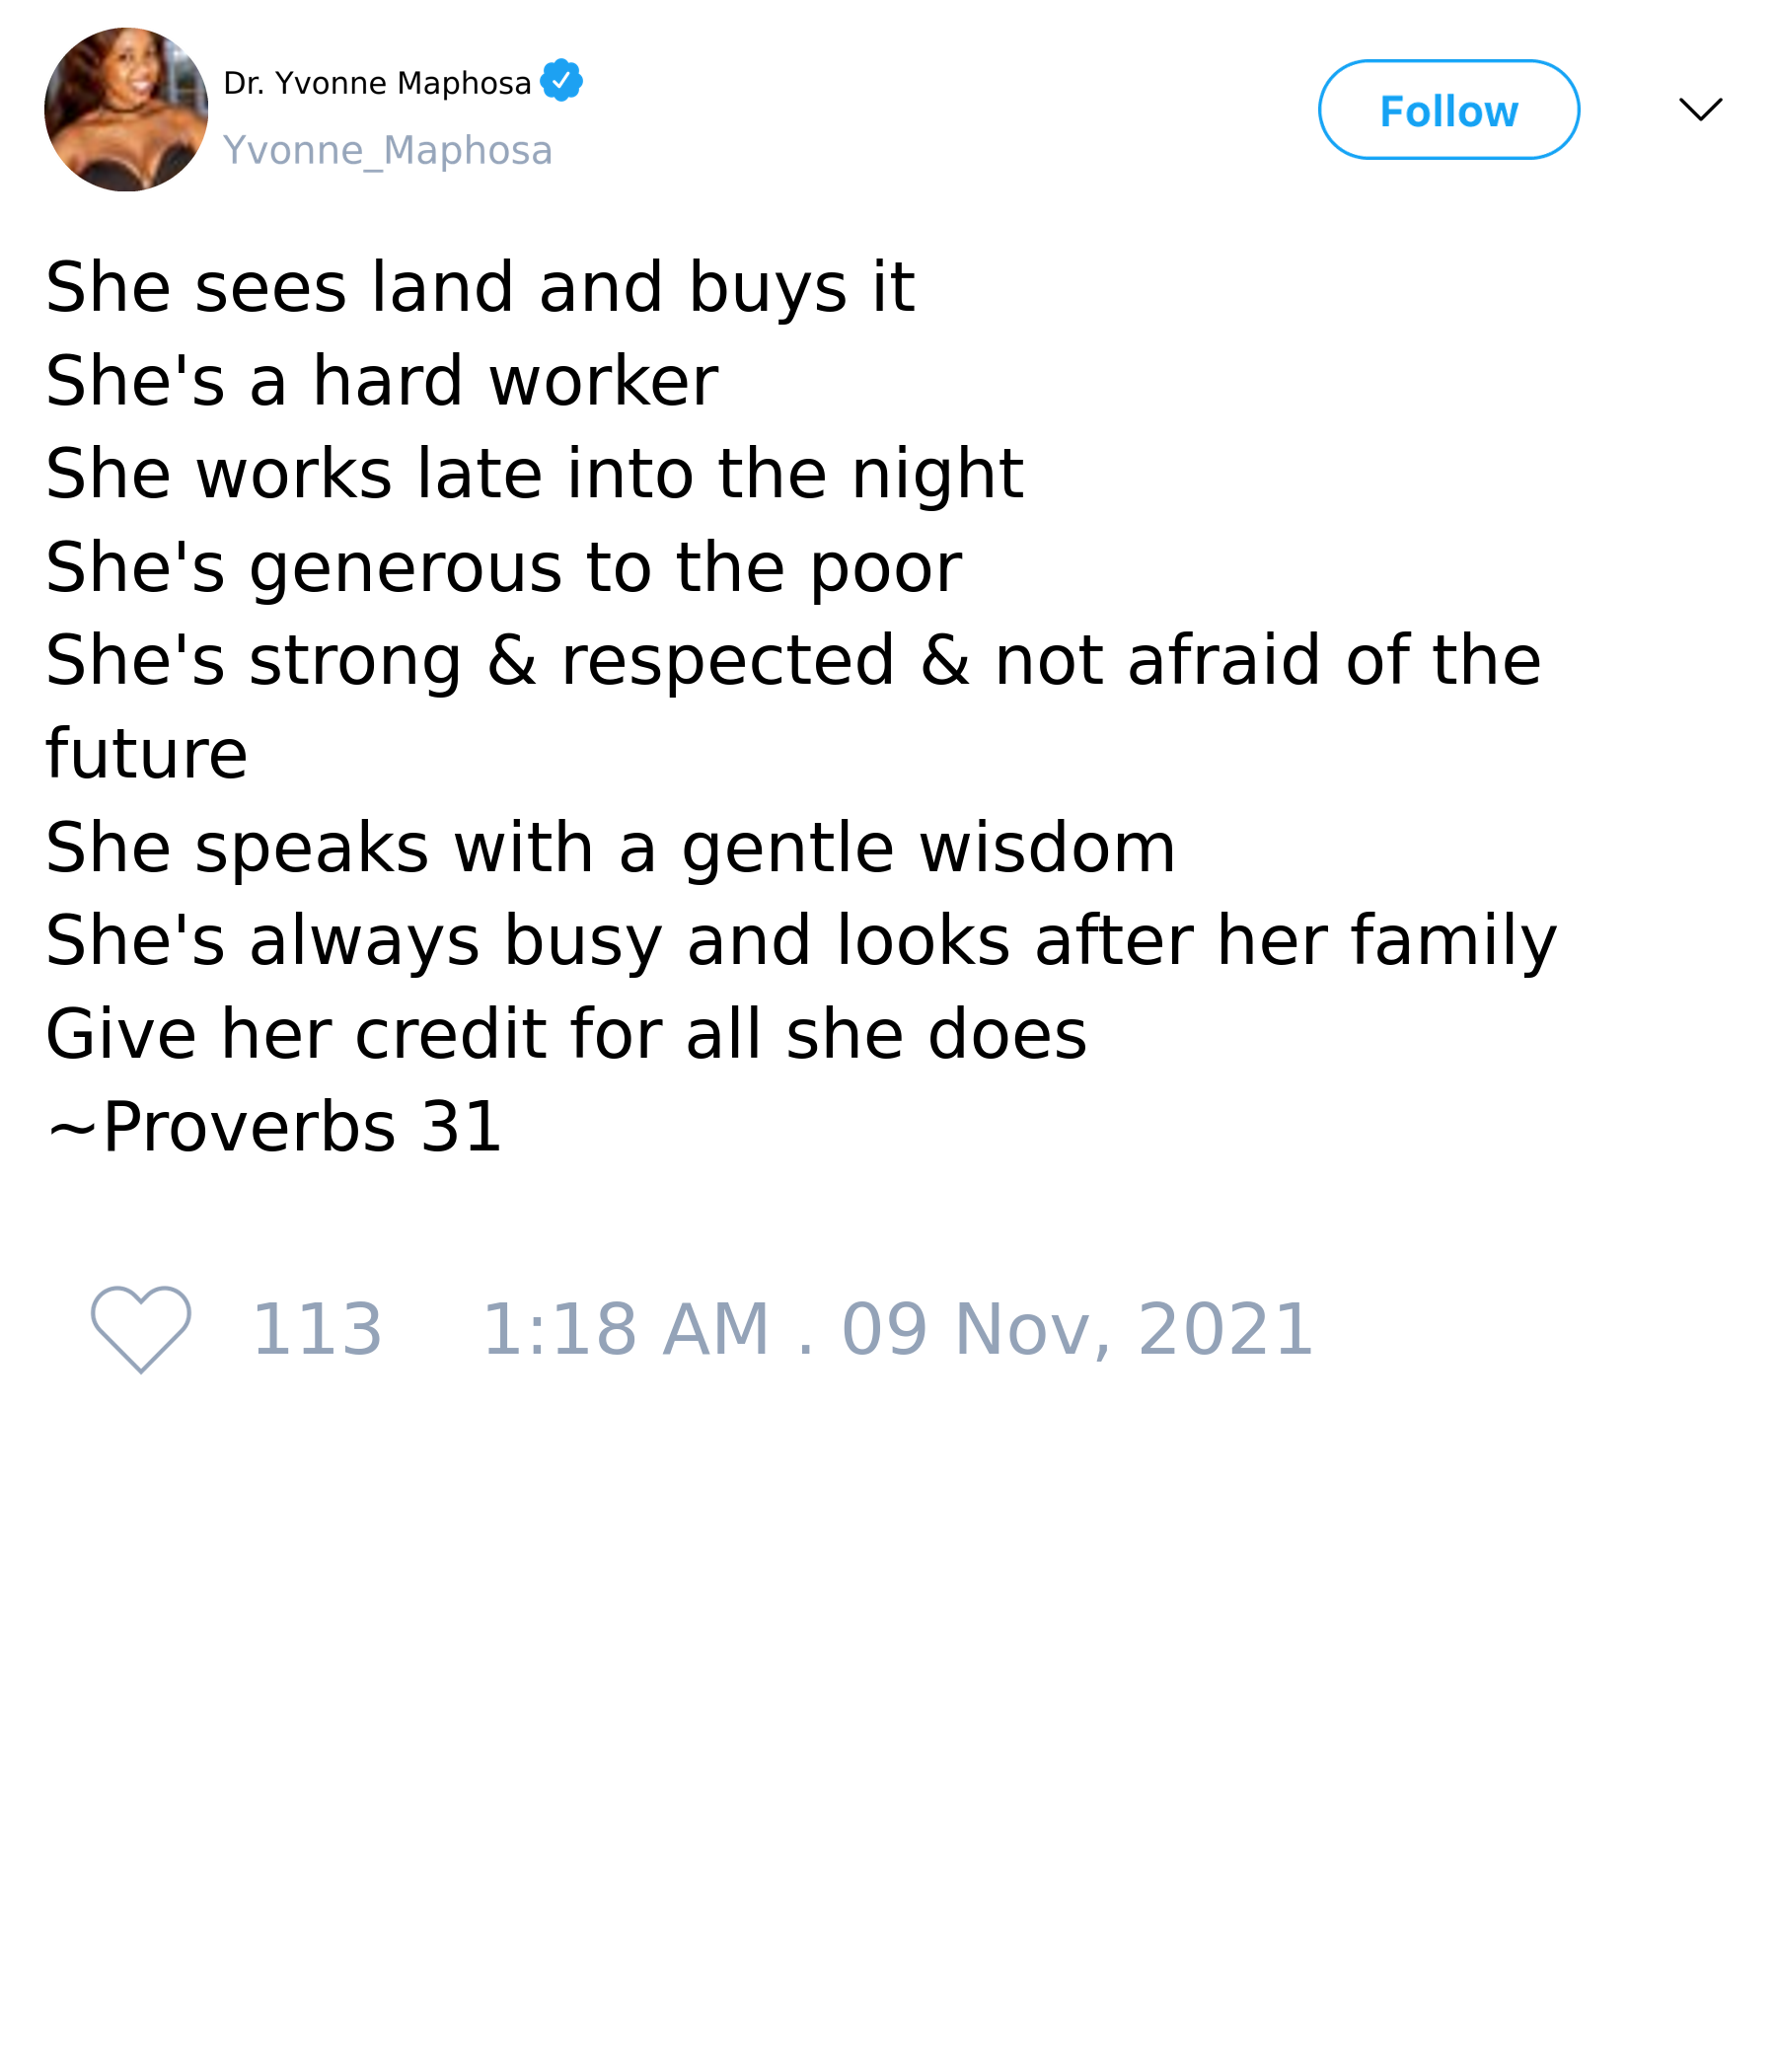 Dr. Yvonne Maphosa
Follow
Yvonne_Maphosa
She sees land and buys it
She's a hard worker
She works late into the night
She's generous to the poor
She's strong & respected & not afraid of the
future
She speaks with a gentle wisdom
She's always busy and looks after her family
Give her credit for all she does
~Proverbs 31
113 1:18 AM . 09 Nov, 2021